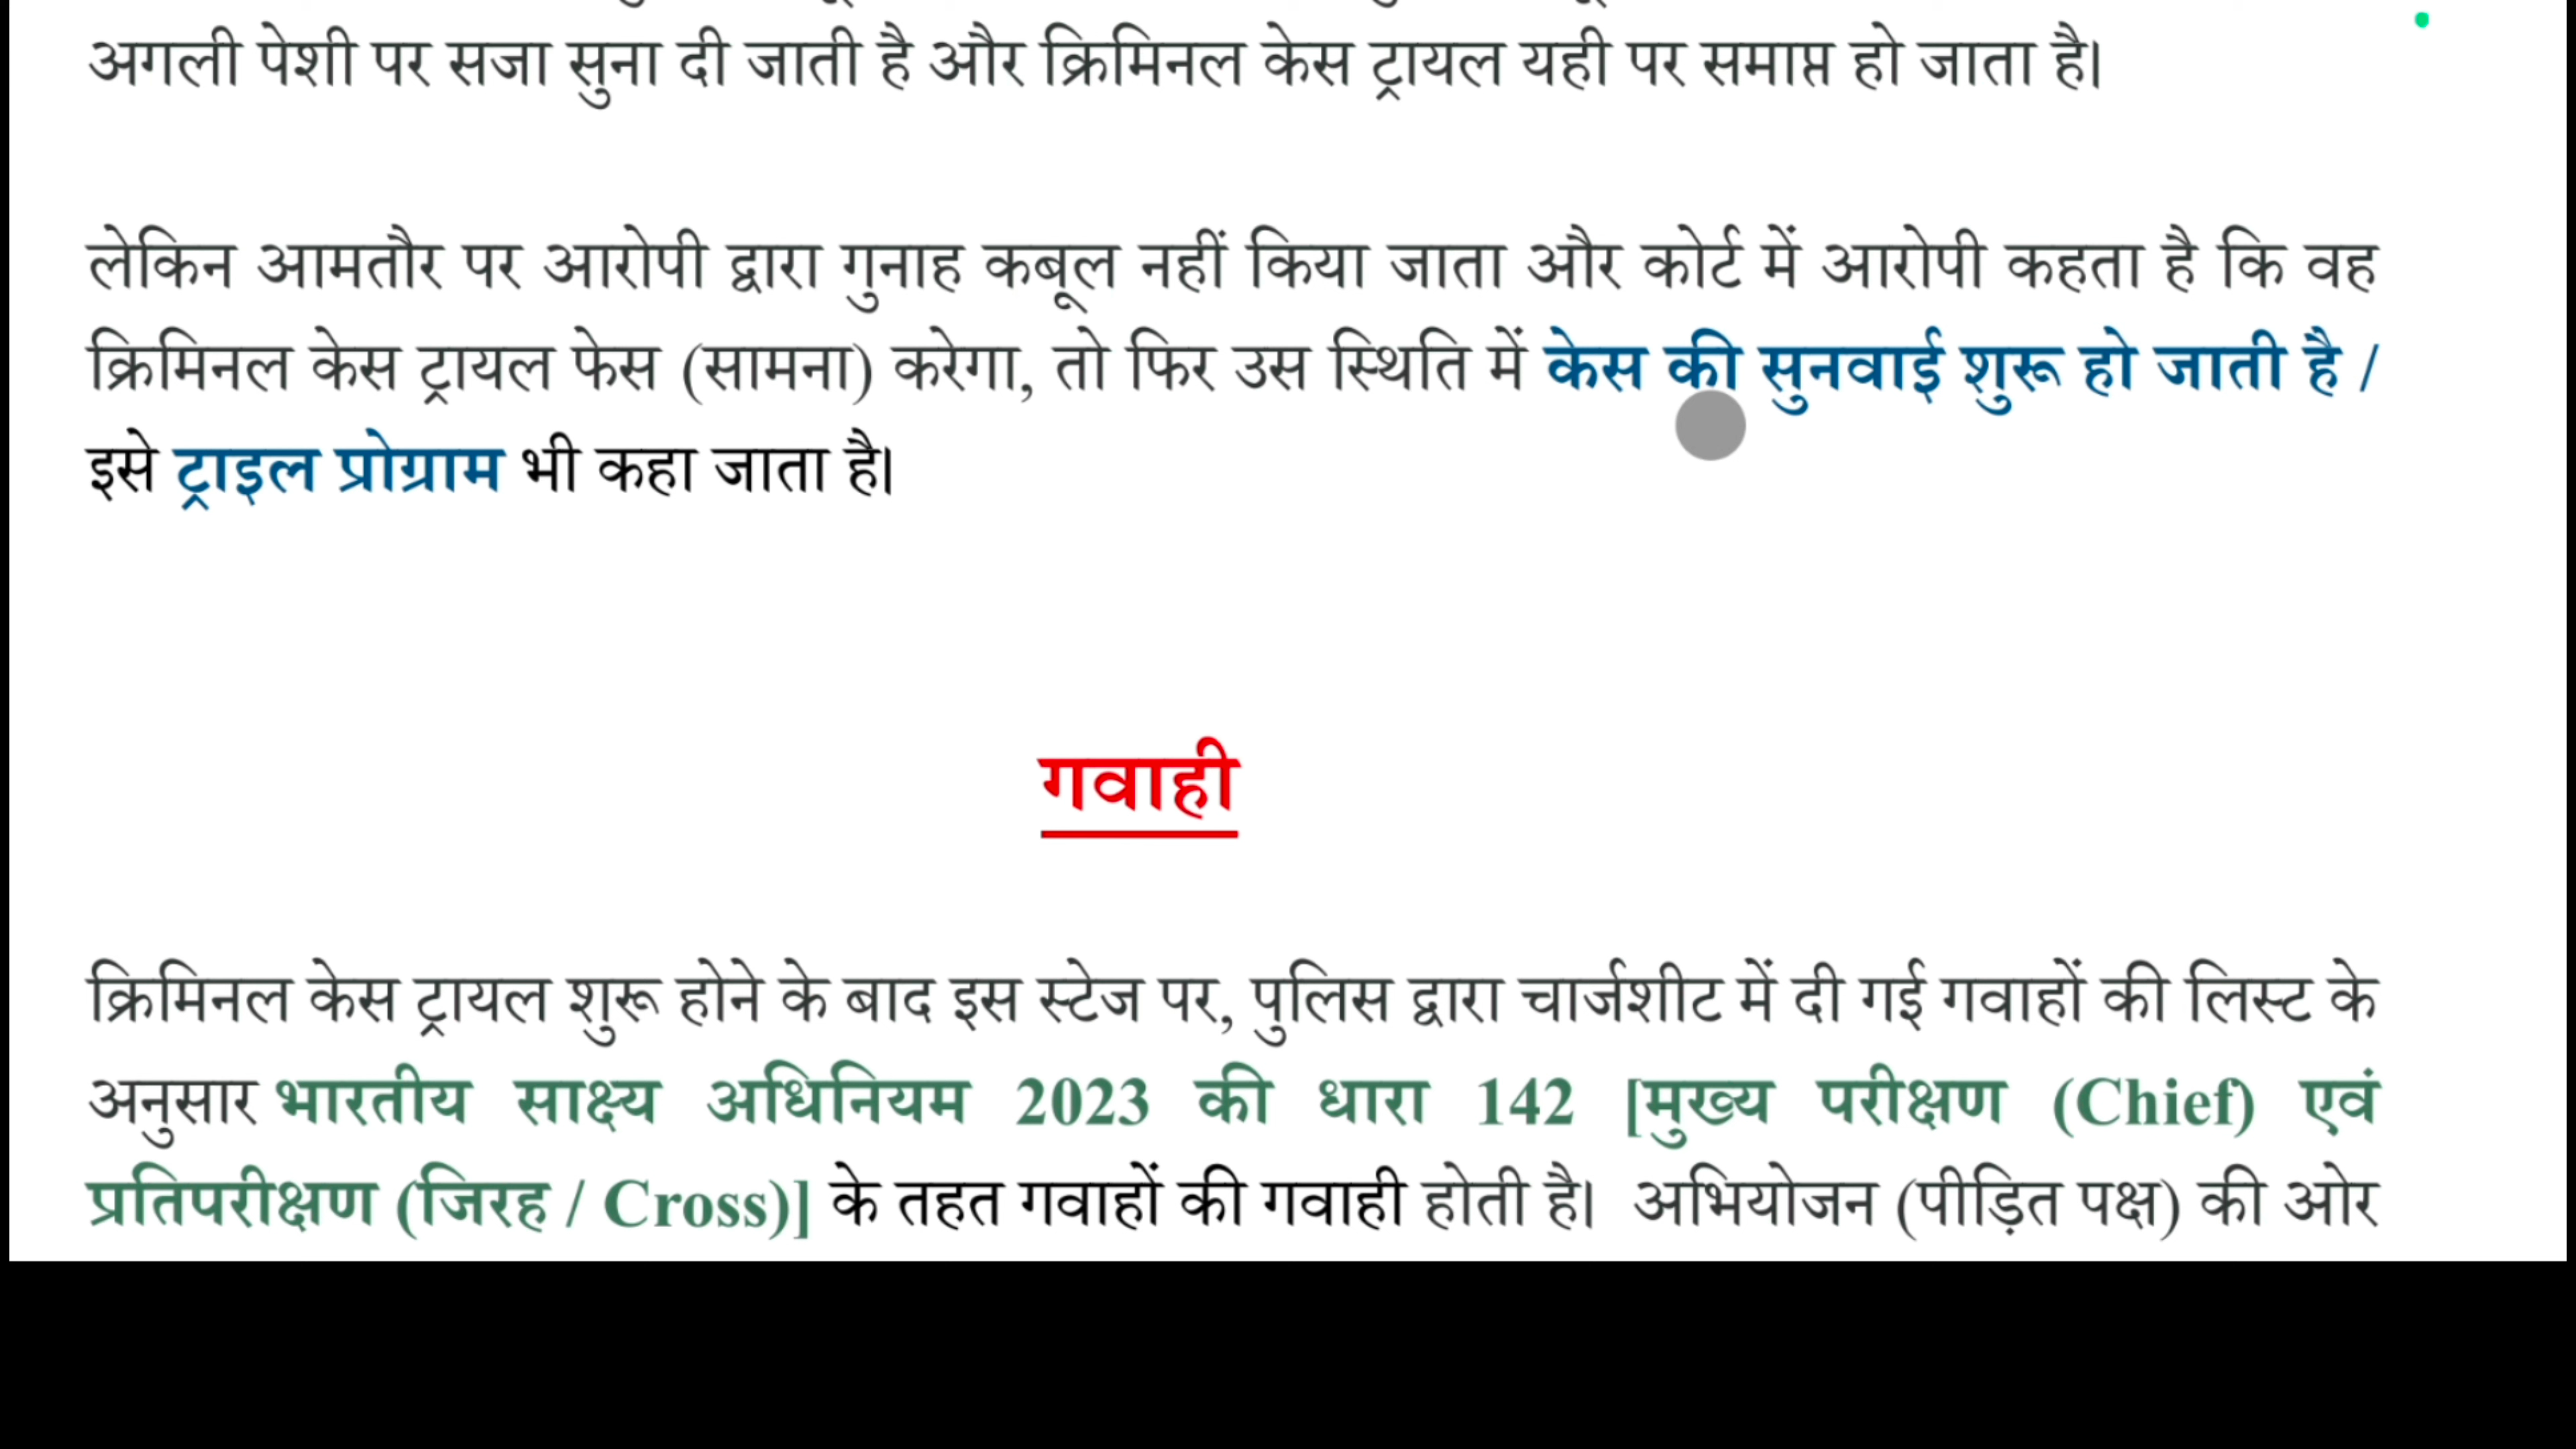 अगली पेशी पर सजा सुना दी जाती है और क्रिमिनल केस ट्रायल यही पर समाप्त हो जाता है।
लेकिन आमतौर पर आरोपी द्वारा गुनाह कबूल नहीं किया जाता और कोर्ट में आरोपी कहता है कि वह
क्रिमिनल केस ट्रायल फेस (सामना) करेगा, तो फिर उस स्थिति में केस की सुनवाई शुरू हो जाती है /
इसे ट्राइल प्रोग्राम भी कहा जाता है।
गवाही
क्रिमिनल केस ट्रायल शुरू होने के बाद इस स्टेज पर, पुलिस द्वारा चार्जशीट में दी गई गवाहों की लिस्ट के
अनुसार भारतीय साक्ष्य अधिनियम 2023 की धारा 142 [मुख्य परीक्षण (Chief) एवं
प्रतिपरीक्षण (जिरह / Cross)] के तहत गवाहों की गवाही होती है। अभियोजन (पीड़ित पक्ष) की ओर